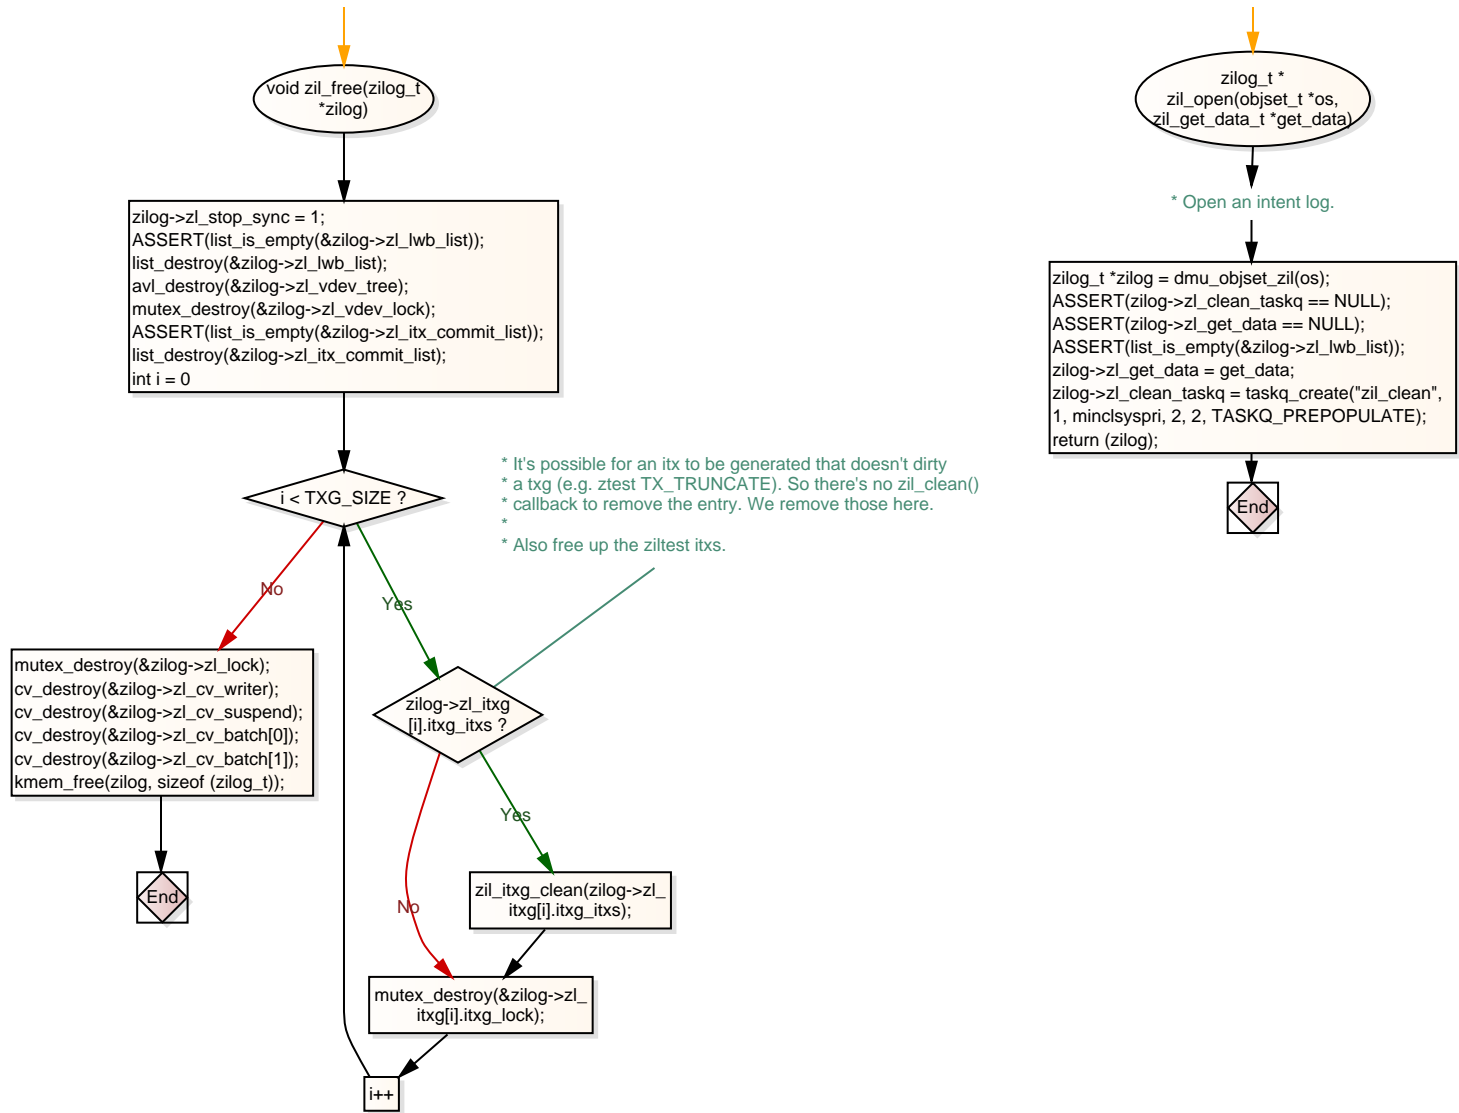 void zil_free(zilog_t
*zilog)
zilog->zl_stop_sync = 1;
ASSERT(list_is_empty(&zilog->zl_lwb_list));
list_destroy(&zilog->zl_lwb_list);
avl_destroy(&zilog->zl_vdev_tree);
mutex_destroy(&zilog->zl_vdev_lock);
ASSERT(list_is_empty(&zilog->zl_itx_commit_list));
list_destroy(&zilog->zl_itx_commit_list);
int i = 0
i < TXG_SIZE ?
* It's possible for an itx to be generated that doesn't dirty
* a txg (e.g. ztest TX_TRUNCATE). So there's no zil_clean()
* callback to remove the entry. We remove those here.
*
* Also free up the ziltest itxs.
No
Yes
mutex_destroy(&zilog->zl_lock);
cv_destroy(&zilog->zl_cv_writer);
cv_destroy(&zilog->zl_cv_suspend);
cv_destroy(&zilog->zl_cv_batch[0]);
cv_destroy(&zilog->zl_cv_batch[1]);
kmem_free(zilog, sizeof (zilog_t));
End
zilog->zl_itxg
[i].itxg_itxs ?
Yes
No
zil_itxg_clean(zilog->zl_
itxg[i].itxg_itxs);
mutex_destroy(&zilog->zl_
itxg[i].itxg_lock);
i++
zilog_t *
zil_open(objset_t *os,
zil_get_data_t *get_data)
* Open an intent log.
zilog_t *zilog = dmu_objset_zil(os);
ASSERT(zilog->zl_clean_taskq == NULL);
ASSERT(zilog->zl_get_data == NULL);
ASSERT(list_is_empty(&zilog->zl_lwb_list));
zilog->zl_get_data = get_data;
zilog->zl_clean_taskq = taskq_create("zil_clean",
1, minclsyspri, 2, 2, TASKQ_PREPOPULATE);
return (zilog);
End